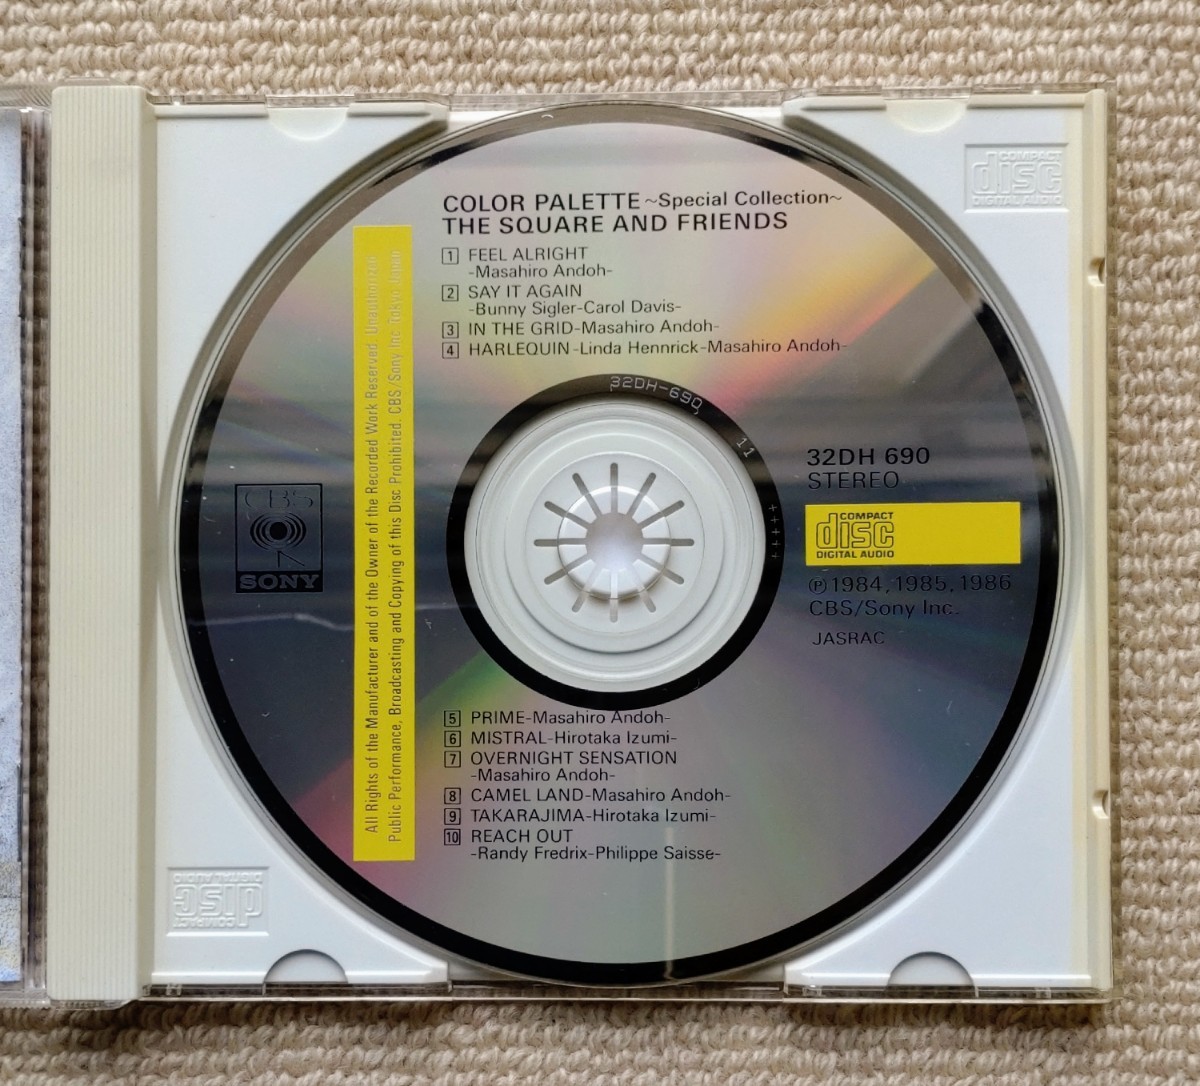 COLOR PALETTE ~Special Collection~
THE SQUARE AND FRIENDS
1 FEEL ALRIGHT
-Masahiro Andoh-
2 SAY IT AGAIN
-Bunny Sigler-Carol Davis-
3 IN THE GRID-Masahiro Andoh-
4 HARLEQUIN-Linda Hennrick-Masahiro Andoh-
32DH-690
11
+++++
32DH 690
STEREO
COMPACT
disc
DIGITAL AUDIO
Ⓟ1984, 1985, 1986
CBS/Sony Inc.
JASRAC
CBS
SONY
All Rights of the Manufacturer and of the Owner of the Recorded Work Reserved. Unauthorized
Public Performance, Broadcasting and Copying of this Disc Prohibited. CBS/Sony Inc. Tokyo Japan
5 PRIME-Masahiro Andoh-
6 MISTRAL-Hirotaka Izumi-
7 OVERNIGHT SENSATION
-Masahiro Andoh-
8 CAMEL LAND-Masahiro Andoh-
9 TAKARAJIMA-Hirotaka Izumi-
10 REACH OUT
-Randy Fredrix-Philippe Saisse-
COMPACT
disc
DIGITAL AUDIO
COMPACT
disc
DIGITAL AUDIO